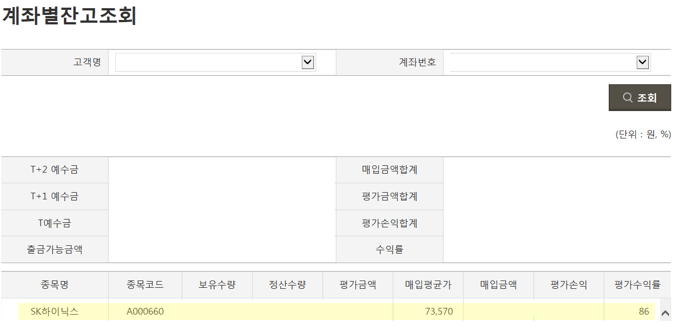 계좌별잔고조회
고객명 계좌번호
조회
(단위 : 원, %)
T+2 예수금 매입금액합계
T+1 예수금 평가금액합계
T예수금 평가손익합계
출금가능금액 수익률
종목명 종목코드 보유수량 정산수량 평가금액 매입평균가 매입금액 평가손익 평가수익률
SK하이닉스 A000660 73,570 86